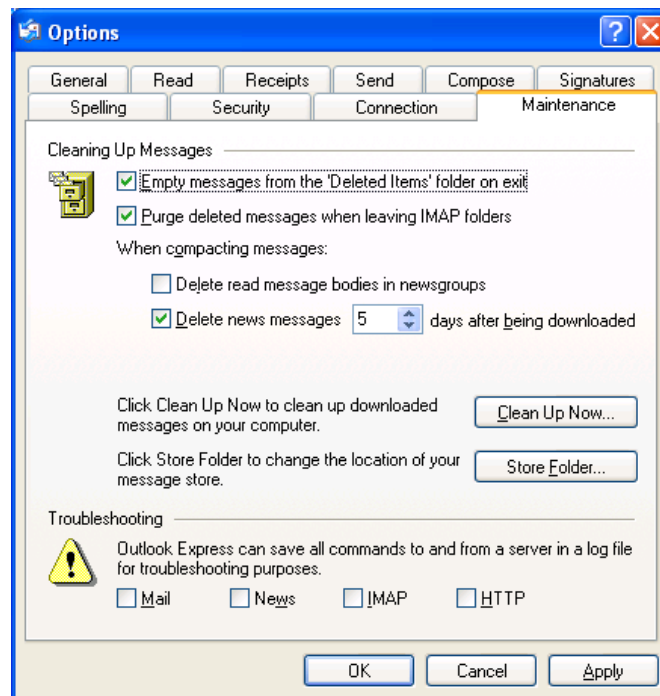 Options
General Read Receipts Send Compose Signatures
Spelling Security Connection Maintenance
Cleaning Up Messages
Empty messages from the 'Deleted Items' folder on exit
Purge deleted messages when leaving IMAP folders
When compacting messages:
Delete read message bodies in newsgroups
Delete news messages 5 days after being downloaded
Click Clean Up Now to clean up downloaded
messages on your computer.
Clean Up Now...
Click Store Folder to change the location of your
message store.
Store Folder...
Troubleshooting
Outlook Express can save all commands to and from a server in a log file
for troubleshooting purposes.
Mail News IMAP HTTP
OK Cancel Apply